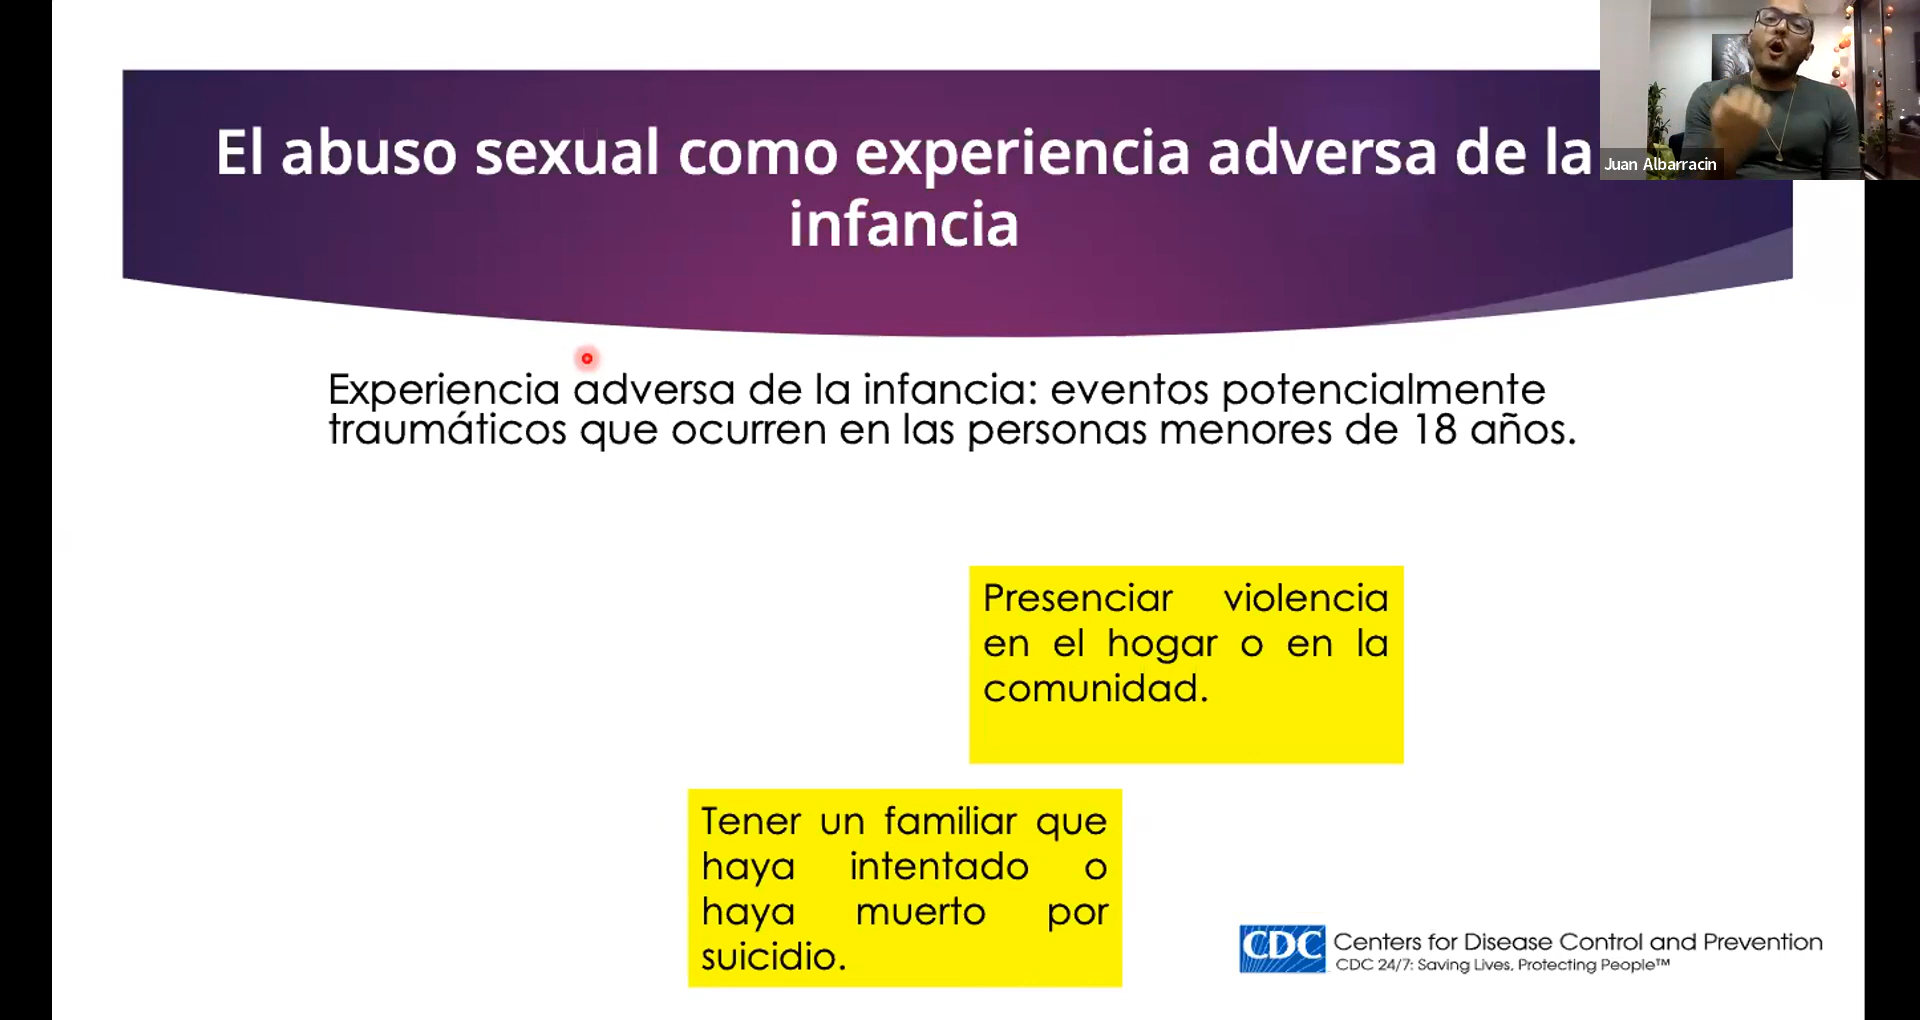 El abuso sexual como experiencia adversa de la
infancia
Juan Albarracin
Experiencia adversa de la infancia: eventos potencialmente
traumáticos que ocurren en las personas menores de 18 años.
Presenciar violencia
en el hogar o en la
comunidad.
Tener un familiar que
haya intentado o
haya muerto por
suicidio.
CDC Centers for Disease Control and Prevention
CDC 24/7: Saving Lives, Protecting People™